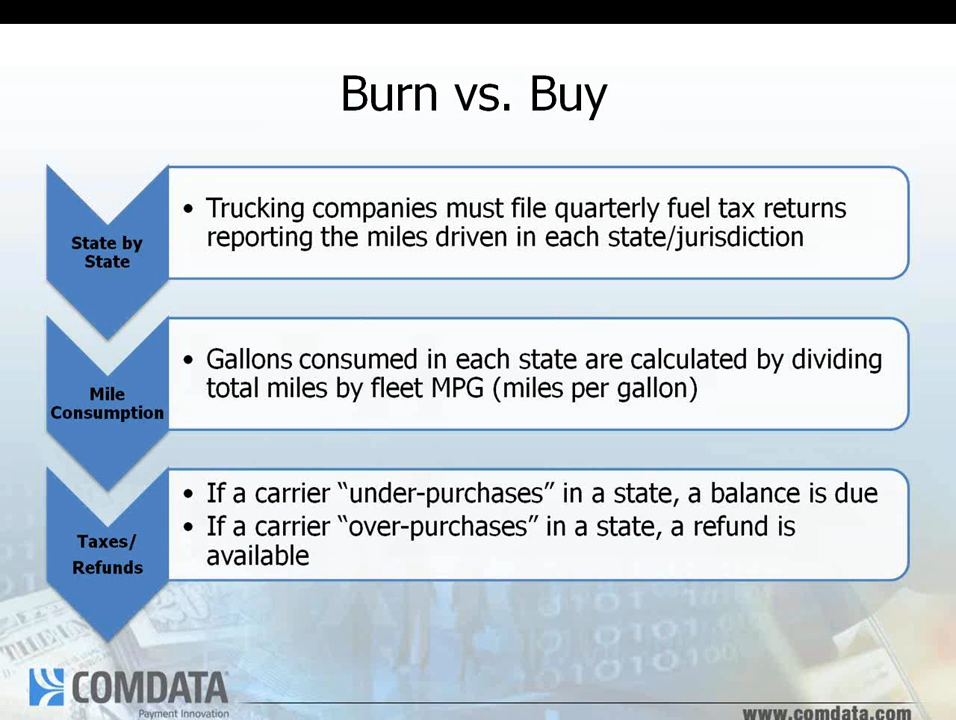 Burn vs. Buy
State by
State
• Trucking companies must file quarterly fuel tax returns
reporting the miles driven in each state/jurisdiction
Mile
Consumption
• Gallons consumed in each state are calculated by dividing
total miles by fleet MPG (miles per gallon)
Taxes/
Refunds
• If a carrier “under-purchases” in a state, a balance is due
• If a carrier “over-purchases” in a state, a refund is
available
COMDATA
Payment Innovation
www.comdata.com